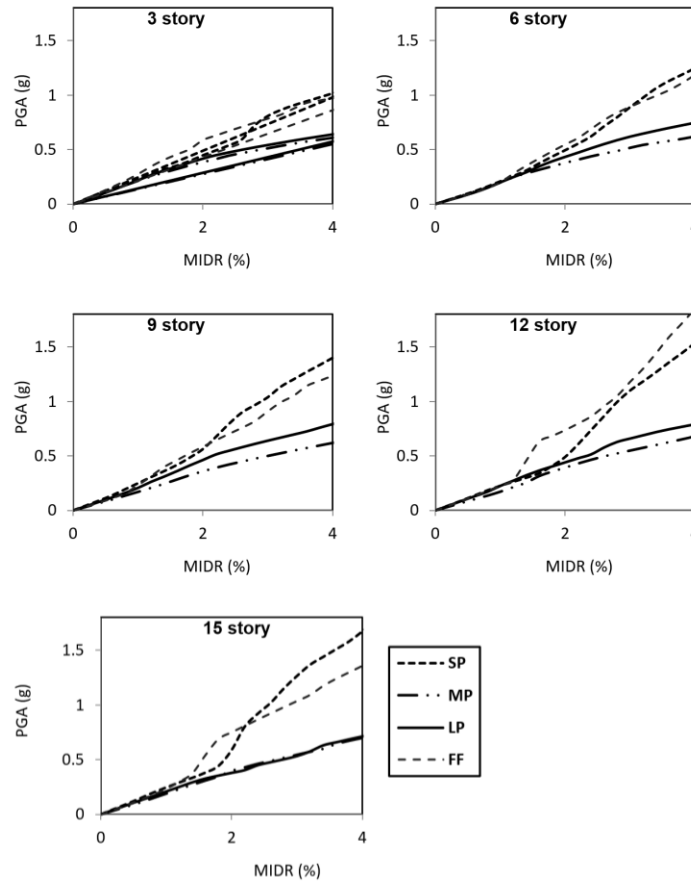 3 story
PGA (g)
1.5
1
0.5
0
0
2
4
MIDR (%)
6 story
PGA (g)
1.5
1
0.5
0
0
2
MIDR (%)
9 story
PGA (g)
1.5
1
0.5
0
0
2
4
MIDR (%)
12 story
PGA (g)
1.5
1
0.5
0
0
2
MIDR (%)
15 story
PGA (g)
1.5
1
0.5
0
0
2
4
MIDR (%)
SP
MP
LP
FF